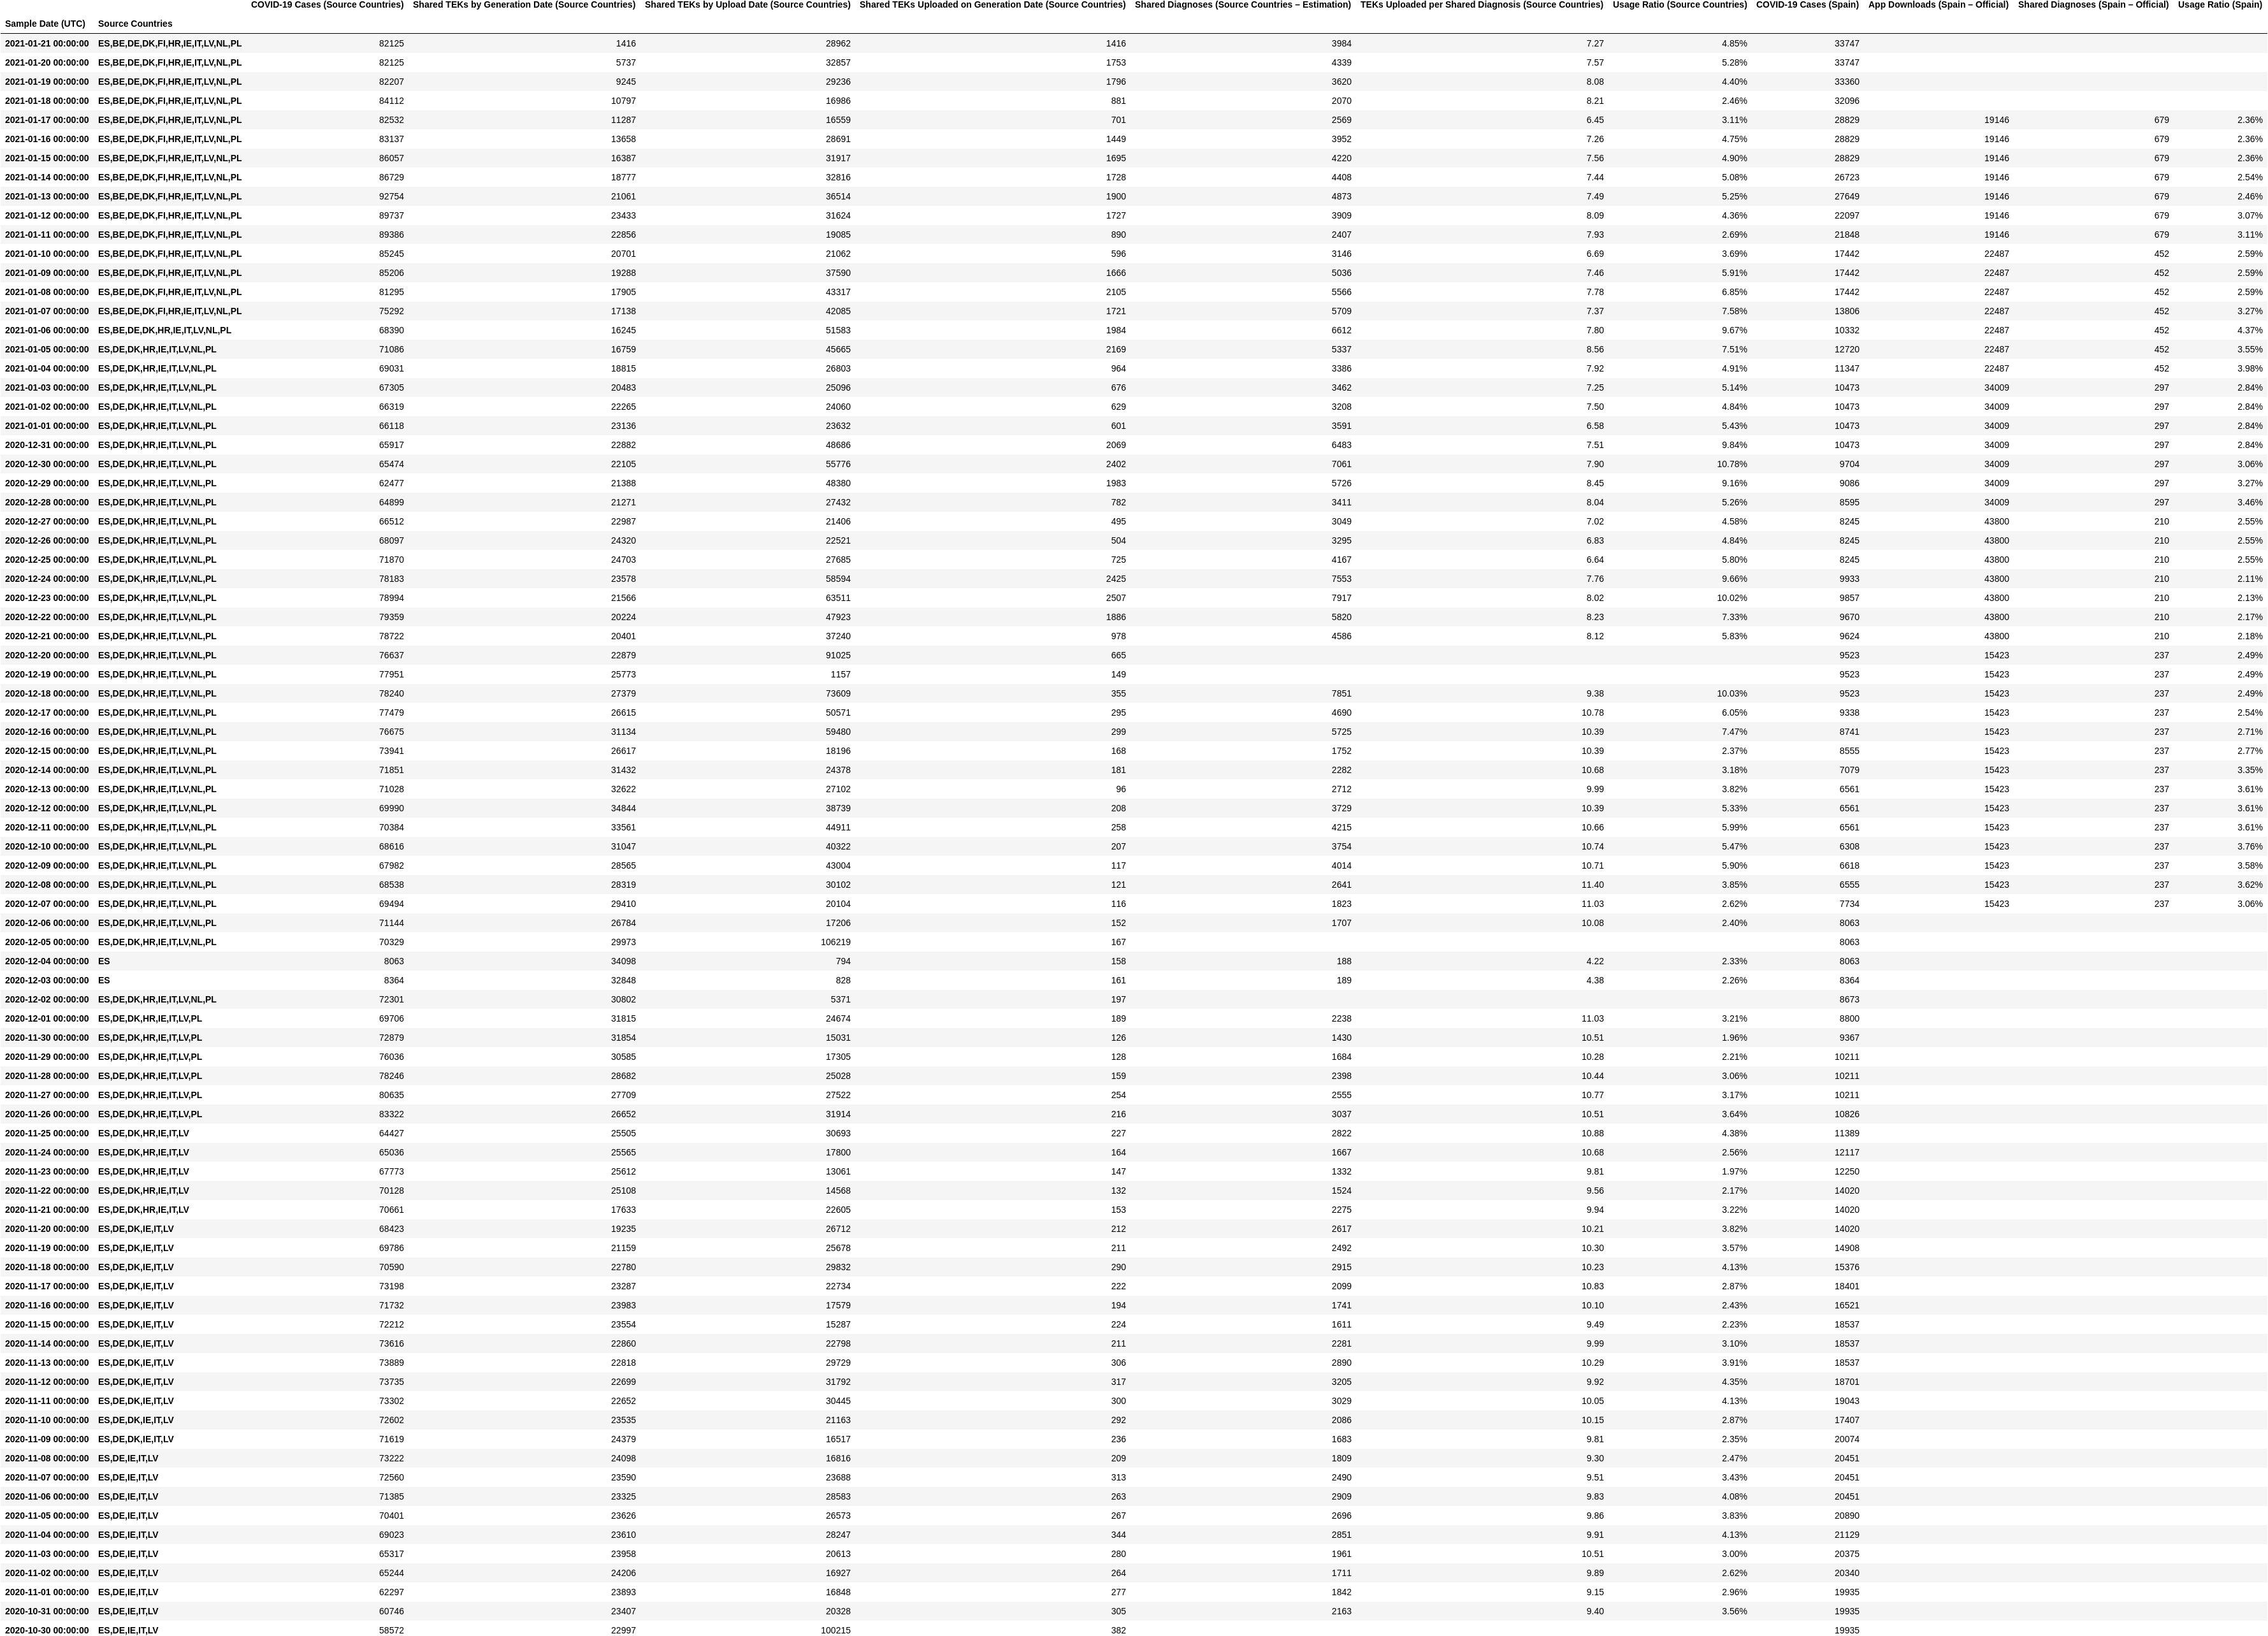 COVID-19 Cases (Source Countries) Shared TEKs by Generation Date (Source Countries) Shared TEKs by Upload Date (Source Countries) Shared TEKs Uploaded on Generation Date (Source Countries) Shared Diagnoses (Source Countries – Estimation) TEKs Uploaded per Shared Diagnosis (Source Countries) Usage Ratio (Source Countries) COVID-19 Cases (Spain) App Downloads (Spain – Official) Shared Diagnoses (Spain – Official) Usage Ratio (Spain)
Sample Date (UTC) Source Countries
2021-01-21 00:00:00 ES,BE,DE,DK,FI,HR,IE,IT,LV,NL,PL 82125 1416 28962 1416 3984 7.27 4.85% 33747
2021-01-20 00:00:00 ES,BE,DE,DK,FI,HR,IE,IT,LV,NL,PL 82125 5737 32857 1753 4339 7.57 5.28% 33747
2021-01-19 00:00:00 ES,BE,DE,DK,FI,HR,IE,IT,LV,NL,PL 82207 9245 29236 1796 3620 8.08 4.40% 33360
2021-01-18 00:00:00 ES,BE,DE,DK,FI,HR,IE,IT,LV,NL,PL 84112 10797 16986 881 2070 8.21 2.46% 32096
2021-01-17 00:00:00 ES,BE,DE,DK,FI,HR,IE,IT,LV,NL,PL 82532 11287 16559 701 2569 6.45 3.11% 28829 19146 679 2.36%
2021-01-16 00:00:00 ES,BE,DE,DK,FI,HR,IE,IT,LV,NL,PL 83137 13658 28691 1449 3952 7.26 4.75% 28829 19146 679 2.36%
2021-01-15 00:00:00 ES,BE,DE,DK,FI,HR,IE,IT,LV,NL,PL 86057 16387 31917 1695 4220 7.56 4.90% 28829 19146 679 2.36%
2021-01-14 00:00:00 ES,BE,DE,DK,FI,HR,IE,IT,LV,NL,PL 86729 18777 32816 1728 4408 7.44 5.08% 26723 19146 679 2.54%
2021-01-13 00:00:00 ES,BE,DE,DK,FI,HR,IE,IT,LV,NL,PL 92754 21061 36514 1900 4873 7.49 5.25% 27649 19146 679 2.46%
2021-01-12 00:00:00 ES,BE,DE,DK,FI,HR,IE,IT,LV,NL,PL 89737 23433 31624 1727 3909 8.09 4.36% 22097 19146 679 3.07%
2021-01-11 00:00:00 ES,BE,DE,DK,FI,HR,IE,IT,LV,NL,PL 89386 22856 19085 890 2407 7.93 2.69% 21848 19146 679 3.11%
2021-01-10 00:00:00 ES,BE,DE,DK,FI,HR,IE,IT,LV,NL,PL 85245 20701 21062 596 3146 6.69 3.69% 17442 22487 452 2.59%
2021-01-09 00:00:00 ES,BE,DE,DK,FI,HR,IE,IT,LV,NL,PL 85206 19288 37590 1666 5036 7.46 5.91% 17442 22487 452 2.59%
2021-01-08 00:00:00 ES,BE,DE,DK,FI,HR,IE,IT,LV,NL,PL 81295 17905 43317 2105 5566 7.78 6.85% 17442 22487 452 2.59%
2021-01-07 00:00:00 ES,BE,DE,DK,FI,HR,IE,IT,LV,NL,PL 75292 17138 42085 1721 5709 7.37 7.58% 13806 22487 452 3.27%
2021-01-06 00:00:00 ES,BE,DE,DK,HR,IE,IT,LV,NL,PL 68390 16245 51583 1984 6612 7.80 9.67% 10332 22487 452 4.37%
2021-01-05 00:00:00 ES,DE,DK,HR,IE,IT,LV,NL,PL 71086 16759 45665 2169 5337 8.56 7.51% 12720 22487 452 3.55%
2021-01-04 00:00:00 ES,DE,DK,HR,IE,IT,LV,NL,PL 69031 18815 26803 964 3386 7.92 4.91% 11347 22487 452 3.98%
2021-01-03 00:00:00 ES,DE,DK,HR,IE,IT,LV,NL,PL 67305 20483 25096 676 3462 7.25 5.14% 10473 34009 297 2.84%
2021-01-02 00:00:00 ES,DE,DK,HR,IE,IT,LV,NL,PL 66319 22265 24060 629 3208 7.50 4.84% 10473 34009 297 2.84%
2021-01-01 00:00:00 ES,DE,DK,HR,IE,IT,LV,NL,PL 66118 23136 23632 601 3591 6.58 5.43% 10473 34009 297 2.84%
2020-12-31 00:00:00 ES,DE,DK,HR,IE,IT,LV,NL,PL 65917 22882 48686 2069 6483 7.51 9.84% 10473 34009 297 2.84%
2020-12-30 00:00:00 ES,DE,DK,HR,IE,IT,LV,NL,PL 65474 22105 55776 2402 7061 7.90 10.78% 9704 34009 297 3.06%
2020-12-29 00:00:00 ES,DE,DK,HR,IE,IT,LV,NL,PL 62477 21388 48380 1983 5726 8.45 9.16% 9086 34009 297 3.27%
2020-12-28 00:00:00 ES,DE,DK,HR,IE,IT,LV,NL,PL 64899 21271 27432 782 3411 8.04 5.26% 8595 34009 297 3.46%
2020-12-27 00:00:00 ES,DE,DK,HR,IE,IT,LV,NL,PL 66512 22987 21406 495 3049 7.02 4.58% 8245 43800 210 2.55%
2020-12-26 00:00:00 ES,DE,DK,HR,IE,IT,LV,NL,PL 68097 24320 22521 504 3295 6.83 4.84% 8245 43800 210 2.55%
2020-12-25 00:00:00 ES,DE,DK,HR,IE,IT,LV,NL,PL 71870 24703 27685 725 4167 6.64 5.80% 8245 43800 210 2.55%
2020-12-24 00:00:00 ES,DE,DK,HR,IE,IT,LV,NL,PL 78183 23578 58594 2425 7553 7.76 9.66% 9933 43800 210 2.11%
2020-12-23 00:00:00 ES,DE,DK,HR,IE,IT,LV,NL,PL 78994 21566 63511 2507 7917 8.02 10.02% 9857 43800 210 2.13%
2020-12-22 00:00:00 ES,DE,DK,HR,IE,IT,LV,NL,PL 79359 20224 47923 1886 5820 8.23 7.33% 9670 43800 210 2.17%
2020-12-21 00:00:00 ES,DE,DK,HR,IE,IT,LV,NL,PL 78722 20401 37240 978 4586 8.12 5.83% 9624 43800 210 2.18%
2020-12-20 00:00:00 ES,DE,DK,HR,IE,IT,LV,NL,PL 76637 22879 91025 665 9523 15423 237 2.49%
2020-12-19 00:00:00 ES,DE,DK,HR,IE,IT,LV,NL,PL 77951 25773 1157 149 9523 15423 237 2.49%
2020-12-18 00:00:00 ES,DE,DK,HR,IE,IT,LV,NL,PL 78240 27379 73609 355 7851 9.38 10.03% 9523 15423 237 2.49%
2020-12-17 00:00:00 ES,DE,DK,HR,IE,IT,LV,NL,PL 77479 26615 50571 295 4690 10.78 6.05% 9338 15423 237 2.54%
2020-12-16 00:00:00 ES,DE,DK,HR,IE,IT,LV,NL,PL 76675 31134 59480 299 5725 10.39 7.47% 8741 15423 237 2.71%
2020-12-15 00:00:00 ES,DE,DK,HR,IE,IT,LV,NL,PL 73941 26617 18196 168 1752 10.39 2.37% 8555 15423 237 2.77%
2020-12-14 00:00:00 ES,DE,DK,HR,IE,IT,LV,NL,PL 71851 31432 24378 181 2282 10.68 3.18% 7079 15423 237 3.35%
2020-12-13 00:00:00 ES,DE,DK,HR,IE,IT,LV,NL,PL 71028 32622 27102 96 2712 9.99 3.82% 6561 15423 237 3.61%
2020-12-12 00:00:00 ES,DE,DK,HR,IE,IT,LV,NL,PL 69990 34844 38739 208 3729 10.39 5.33% 6561 15423 237 3.61%
2020-12-11 00:00:00 ES,DE,DK,HR,IE,IT,LV,NL,PL 70384 33561 44911 258 4215 10.66 5.99% 6561 15423 237 3.61%
2020-12-10 00:00:00 ES,DE,DK,HR,IE,IT,LV,NL,PL 68616 31047 40322 207 3754 10.74 5.47% 6308 15423 237 3.76%
2020-12-09 00:00:00 ES,DE,DK,HR,IE,IT,LV,NL,PL 67982 28565 43004 117 4014 10.71 5.90% 6618 15423 237 3.58%
2020-12-08 00:00:00 ES,DE,DK,HR,IE,IT,LV,NL,PL 68538 28319 30102 121 2641 11.40 3.85% 6555 15423 237 3.62%
2020-12-07 00:00:00 ES,DE,DK,HR,IE,IT,LV,NL,PL 69494 29410 20104 116 1823 11.03 2.62% 7734 15423 237 3.06%
2020-12-06 00:00:00 ES,DE,DK,HR,IE,IT,LV,NL,PL 71144 26784 17206 152 1707 10.08 2.40% 8063
2020-12-05 00:00:00 ES,DE,DK,HR,IE,IT,LV,NL,PL 70329 29973 106219 167 8063
2020-12-04 00:00:00 ES 8063 34098 794 158 188 4.22 2.33% 8063
2020-12-03 00:00:00 ES 8364 32848 828 161 189 4.38 2.26% 8364
2020-12-02 00:00:00 ES,DE,DK,HR,IE,IT,LV,NL,PL 72301 30802 5371 197 8673
2020-12-01 00:00:00 ES,DE,DK,HR,IE,IT,LV,PL 69706 31815 24674 189 2238 11.03 3.21% 8800
2020-11-30 00:00:00 ES,DE,DK,HR,IE,IT,LV,PL 72879 31854 15031 126 1430 10.51 1.96% 9367
2020-11-29 00:00:00 ES,DE,DK,HR,IE,IT,LV,PL 76036 30585 17305 128 1684 10.28 2.21% 10211
2020-11-28 00:00:00 ES,DE,DK,HR,IE,IT,LV,PL 78246 28682 25028 159 2398 10.44 3.06% 10211
2020-11-27 00:00:00 ES,DE,DK,HR,IE,IT,LV,PL 80635 27709 27522 254 2555 10.77 3.17% 10211
2020-11-26 00:00:00 ES,DE,DK,HR,IE,IT,LV,PL 83322 26652 31914 216 3037 10.51 3.64% 10826
2020-11-25 00:00:00 ES,DE,DK,HR,IE,IT,LV 64427 25505 30693 227 2822 10.88 4.38% 11389
2020-11-24 00:00:00 ES,DE,DK,HR,IE,IT,LV 65036 25565 17800 164 1667 10.68 2.56% 12117
2020-11-23 00:00:00 ES,DE,DK,HR,IE,IT,LV 67773 25612 13061 147 1332 9.81 1.97% 12250
2020-11-22 00:00:00 ES,DE,DK,HR,IE,IT,LV 70128 25108 14568 132 1524 9.56 2.17% 14020
2020-11-21 00:00:00 ES,DE,DK,HR,IE,IT,LV 70661 17633 22605 153 2275 9.94 3.22% 14020
2020-11-20 00:00:00 ES,DE,DK,IE,IT,LV 68423 19235 26712 212 2617 10.21 3.82% 14020
2020-11-19 00:00:00 ES,DE,DK,IE,IT,LV 69786 21159 25678 211 2492 10.30 3.57% 14908
2020-11-18 00:00:00 ES,DE,DK,IE,IT,LV 70590 22780 29832 290 2915 10.23 4.13% 15376
2020-11-17 00:00:00 ES,DE,DK,IE,IT,LV 73198 23287 22734 222 2099 10.83 2.87% 18401
2020-11-16 00:00:00 ES,DE,DK,IE,IT,LV 71732 23983 17579 194 1741 10.10 2.43% 16521
2020-11-15 00:00:00 ES,DE,DK,IE,IT,LV 72212 23554 15287 224 1611 9.49 2.23% 18537
2020-11-14 00:00:00 ES,DE,DK,IE,IT,LV 73616 22860 22798 211 2281 9.99 3.10% 18537
2020-11-13 00:00:00 ES,DE,DK,IE,IT,LV 73889 22818 29729 306 2890 10.29 3.91% 18537
2020-11-12 00:00:00 ES,DE,DK,IE,IT,LV 73735 22699 31792 317 3205 9.92 4.35% 18701
2020-11-11 00:00:00 ES,DE,DK,IE,IT,LV 73302 22652 30445 300 3029 10.05 4.13% 19043
2020-11-10 00:00:00 ES,DE,DK,IE,IT,LV 72602 23535 21163 292 2086 10.15 2.87% 17407
2020-11-09 00:00:00 ES,DE,DK,IE,IT,LV 71619 24379 16517 236 1683 9.81 2.35% 20074
2020-11-08 00:00:00 ES,DE,IE,IT,LV 73222 24098 16816 209 1809 9.30 2.47% 20451
2020-11-07 00:00:00 ES,DE,IE,IT,LV 72560 23590 23688 313 2490 9.51 3.43% 20451
2020-11-06 00:00:00 ES,DE,IE,IT,LV 71385 23325 28583 263 2909 9.83 4.08% 20451
2020-11-05 00:00:00 ES,DE,IE,IT,LV 70401 23626 26573 267 2696 9.86 3.83% 20890
2020-11-04 00:00:00 ES,DE,IE,IT,LV 69023 23610 28247 344 2851 9.91 4.13% 21129
2020-11-03 00:00:00 ES,DE,IE,IT,LV 65317 23958 20613 280 1961 10.51 3.00% 20375
2020-11-02 00:00:00 ES,DE,IE,IT,LV 65244 24206 16927 264 1711 9.89 2.62% 20340
2020-11-01 00:00:00 ES,DE,IE,IT,LV 62297 23893 16848 277 1842 9.15 2.96% 19935
2020-10-31 00:00:00 ES,DE,IE,IT,LV 60746 23407 20328 305 2163 9.40 3.56% 19935
2020-10-30 00:00:00 ES,DE,IE,IT,LV 58572 22997 100215 382 19935